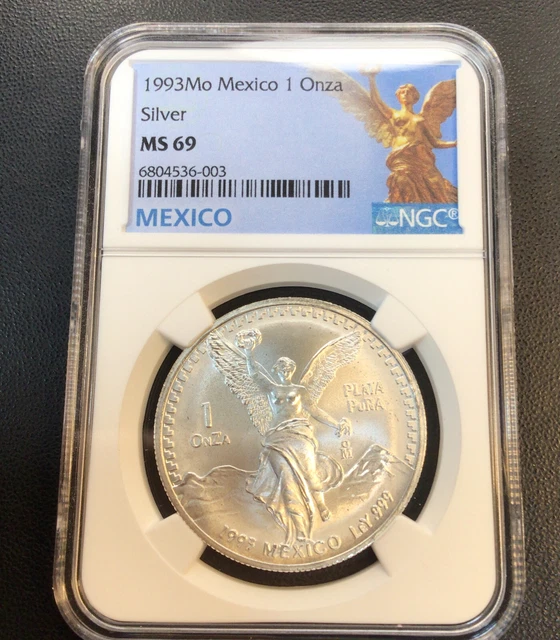 1993Mo Mexico 1 Onza
Silver
MS 69
6804536-003
MEXICO
NGC®
1
ONZA
PLATA
PURA
Mo
1993 MEXICO LEY .999